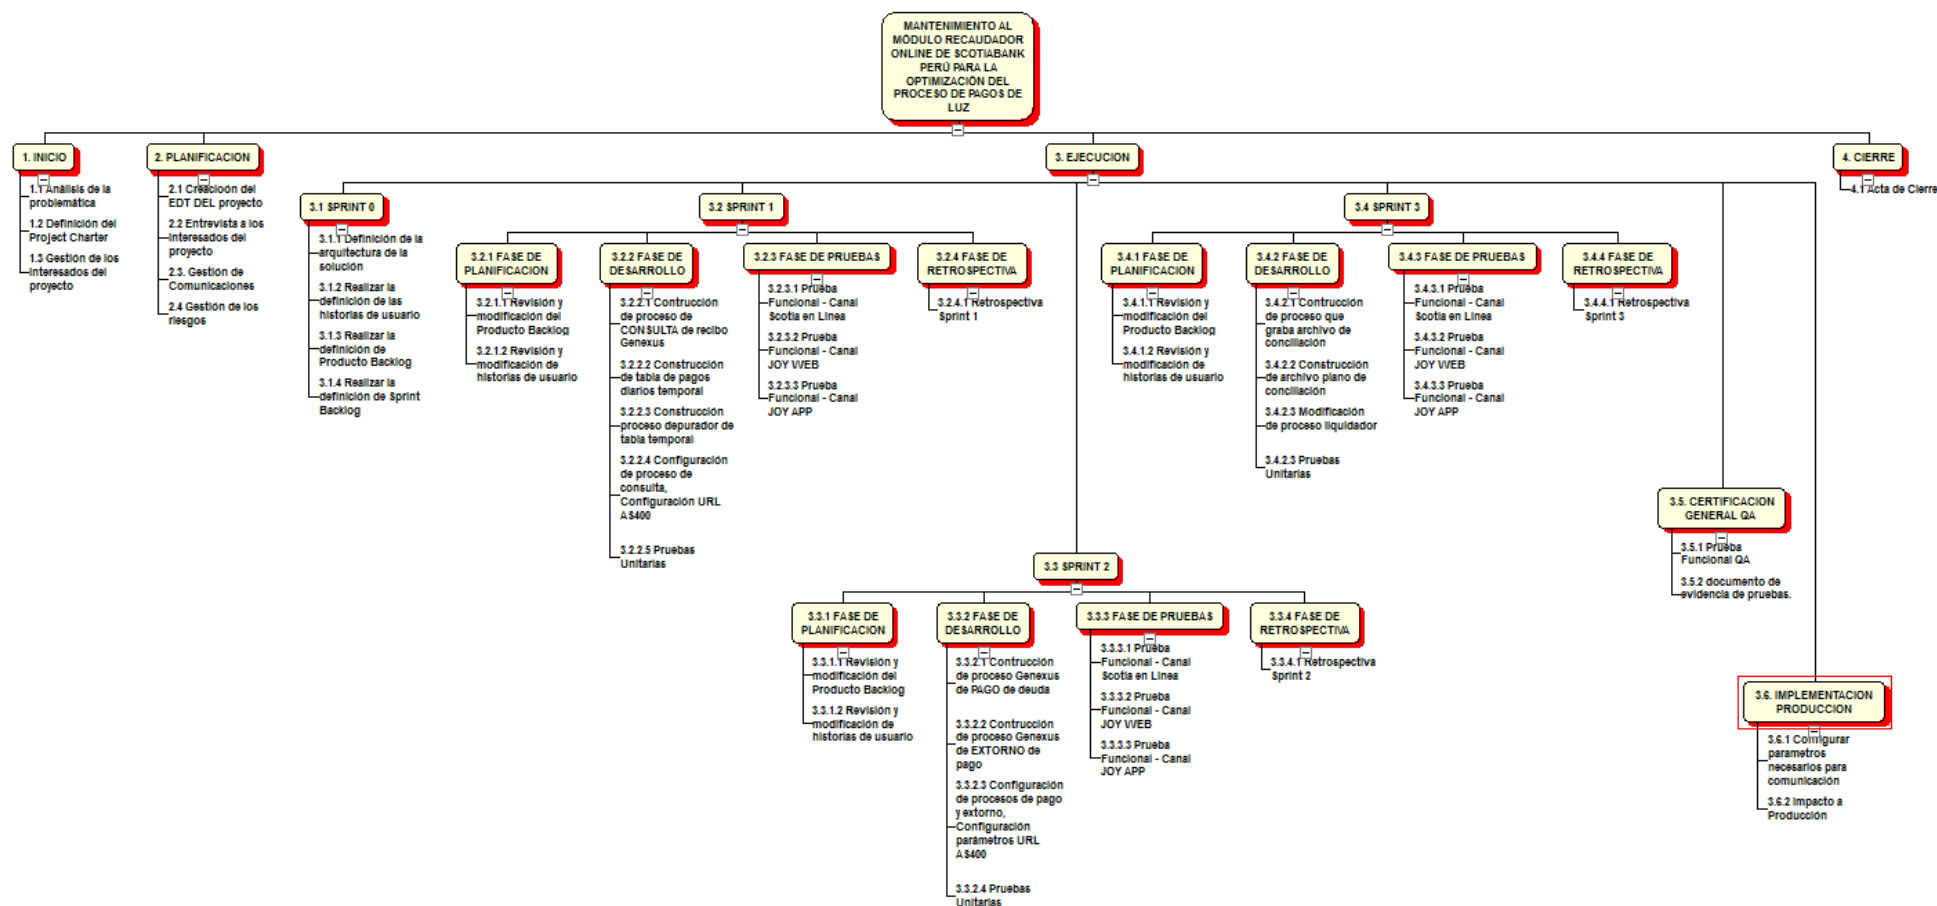 MANTENIMIENTO AL
MÓDULO RECAUDADOR
ONLINE DE SCOTIABANK
PERÚ PARA LA
OPTIMIZACIÓN DEL
PROCESO DE PAGOS DE
LUZ
1. INICIO
1.1 Análisis de la
problemática
1.2 Definición del
Project Charter
1.3 Gestión de los
interesados del
proyecto
2. PLANIFICACION
2.1 Creacioón del
EDT DEL proyecto
2.2 Entrevista a los
interesados del
proyecto
2.3. Gestión de
Comunicaciones
2.4 Gestión de los
riesgos
3. EJECUCION
3.1 SPRINT 0
3.1.1 Definición de la
arquitectura de la
solución
3.1.2 Realizar la
definición de las
historias de usuario
3.1.3 Realizar la
definición de
Producto Backlog
3.1.4 Realizar la
definición de Sprint
Backlog
3.2 SPRINT 1
3.2.1 FASE DE
PLANIFICACION
3.2.1.1 Revisión y
modificación del
Producto Backlog
3.2.1.2 Revisión y
modificación de
historias de usuario
3.2.2 FASE DE
DESARROLLO
3.2.2.1 Contrucción
de proceso de
CONSULTA de recibo
Genexus
3.2.2.2 Construcción
de tabla de pagos
diarios temporal
3.2.2.3 Construcción
proceso depurador de
tabla temporal
3.2.2.4 Configuración
de proceso de
consulta,
Configuración URL
AS400
3.2.2.5 Pruebas
Unitarias
3.2.3 FASE DE PRUEBAS
3.2.3.1 Prueba
Funcional - Canal
Scotia en Linea
3.2.3.2 Prueba
Funcional - Canal
JOY WEB
3.2.3.3 Prueba
Funcional - Canal
JOY APP
3.2.4 FASE DE
RETROSPECTIVA
3.2.4.1 Retrospectiva
Sprint 1
3.3 SPRINT 2
3.3.1 FASE DE
PLANIFICACION
3.3.1.1 Revisión y
modificación del
Producto Backlog
3.3.1.2 Revisión y
modificación de
historias de usuario
3.3.2 FASE DE
DESARROLLO
3.3.2.1 Contrucción
de proceso Genexus
de PAGO de deuda
3.3.2.2 Contrucción
de proceso Genexus
de EXTORNO de
pago
3.3.2.3 Configuración
de procesos de pago
y extorno,
Configuración
parámetros URL
AS400
3.3.2.4 Pruebas
Unitarias
3.3.3 FASE DE PRUEBAS
3.3.3.1 Prueba
Funcional - Canal
Scotia en Linea
3.3.3.2 Prueba
Funcional - Canal
JOY WEB
3.3.3.3 Prueba
Funcional - Canal
JOY APP
3.3.4 FASE DE
RETROSPECTIVA
3.3.4.1 Retrospectiva
Sprint 2
3.4 SPRINT 3
3.4.1 FASE DE
PLANIFICACION
3.4.1.1 Revisión y
modificación del
Producto Backlog
3.4.1.2 Revisión y
modificación de
historias de usuario
3.4.2 FASE DE
DESARROLLO
3.4.2.1 Contrucción
de proceso que
graba archivo de
conciliación
3.4.2.2 Construcción
de archivo plano de
conciliación
3.4.2.3 Modificación
de proceso liquidador
3.4.2.3 Pruebas
Unitarias
3.4.3 FASE DE PRUEBAS
3.4.3.1 Prueba
Funcional - Canal
Scotia en Linea
3.4.3.2 Prueba
Funcional - Canal
JOY WEB
3.4.3.3 Prueba
Funcional - Canal
JOY APP
3.4.4 FASE DE
RETROSPECTIVA
3.4.4.1 Retrospectiva
Sprint 3
3.5. CERTIFICACION
GENERAL QA
3.5.1 Prueba
Funcional QA
3.5.2 documento de
evidencia de pruebas.
3.6. IMPLEMENTACION
PRODUCCION
3.6.1 Configurar
parametros
necesarios para
comunicación
3.6.2 Impacto a
Producción
4. CIERRE
4.1 Acta de Cierre